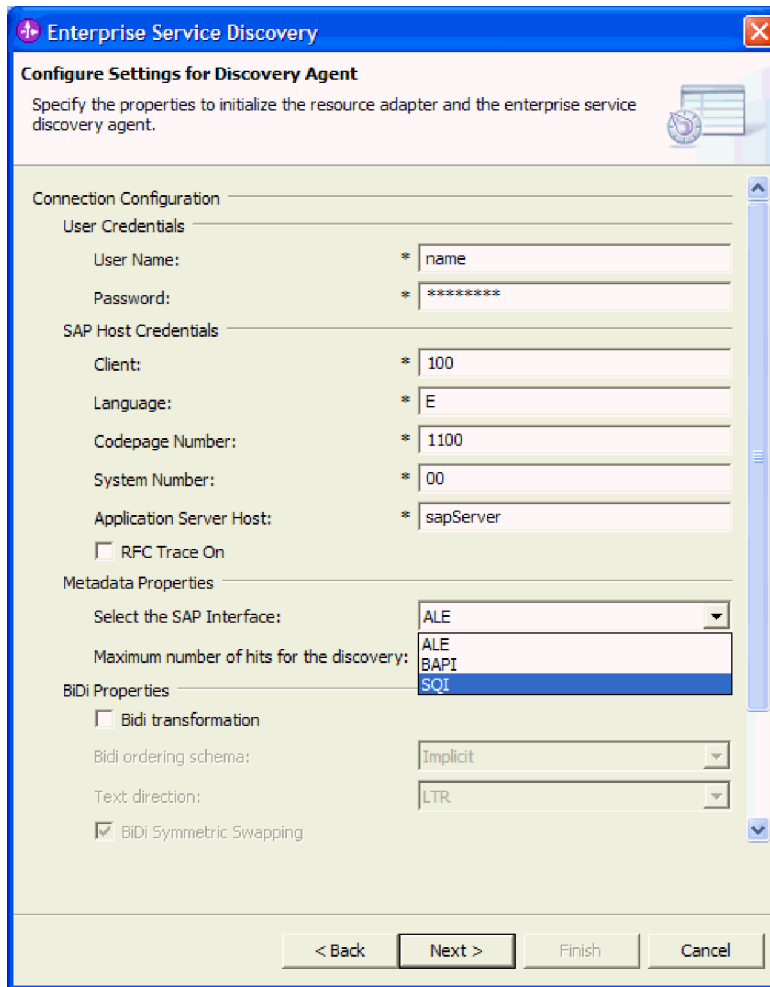 Enterprise Service Discovery
Configure Settings for Discovery Agent
Specify the properties to initialize the resource adapter and the enterprise service
discovery agent.
Connection Configuration
User Credentials
User Name: * name
Password: * ********
SAP Host Credentials
Client: * 100
Language: * E
Codepage Number: * 1100
System Number: * 00
Application Server Host: * sapServer
RFC Trace On
Metadata Properties
Select the SAP Interface: ALE
ALE
Maximum number of hits for the discovery: BAPI
SQI
BiDi Properties
Bidi transformation
Bidi ordering schema: Implicit
Text direction: LTR
BiDi Symmetric Swapping
< Back Next > Finish Cancel